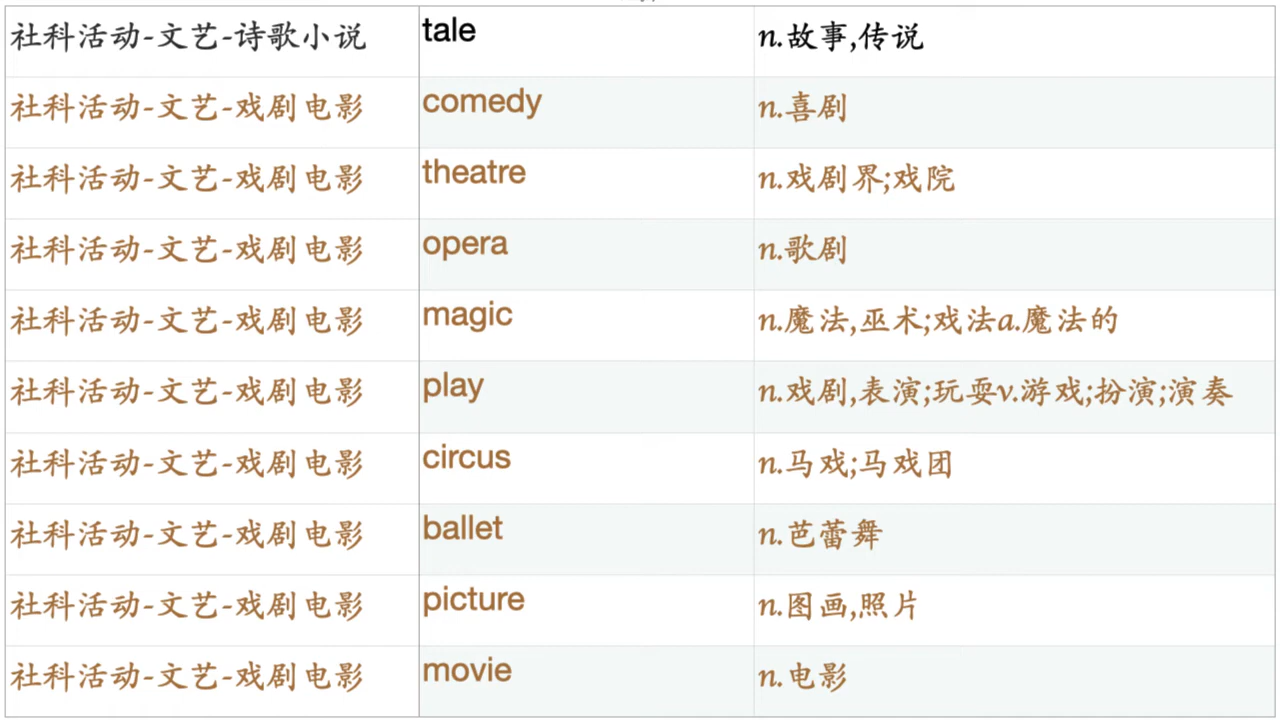 社科活动-文艺-诗歌小说 tale n.故事,传说
社科活动-文艺-戏剧电影 comedy n.喜剧
社科活动-文艺-戏剧电影 theatre n.戏剧界;戏院
社科活动-文艺-戏剧电影 opera n.歌剧
社科活动-文艺-戏剧电影 magic n.魔法,巫术;戏法a.魔法的
社科活动-文艺-戏剧电影 play n.戏剧,表演;玩耍v.游戏;扮演;演奏
社科活动-文艺-戏剧电影 circus n.马戏;马戏团
社科活动-文艺-戏剧电影 ballet n.芭蕾舞
社科活动-文艺-戏剧电影 picture n.图画,照片
社科活动-文艺-戏剧电影 movie n.电影